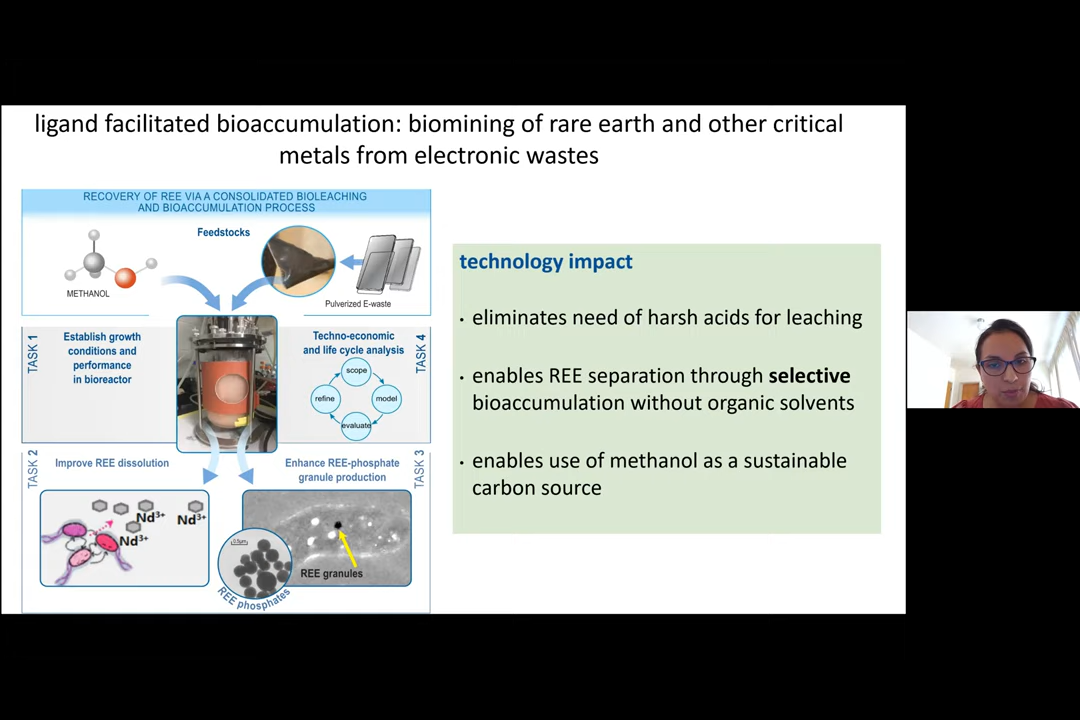 ligand facilitated bioaccumulation: biomining of rare earth and other critical
metals from electronic wastes
RECOVERY OF REE VIA A CONSOLIDATED BIOLEACHING
AND BIOACCUMULATION PROCESS
Feedstocks
METHANOL
Pulverized E-waste
TASK 1
Establish growth
conditions and
performance
in bioreactor
Techno-economic
and life cycle analysis
scope
refine
model
evaluate
TASK 4
TASK 2
Improve REE dissolution
Nd³⁺
Nd³⁺
Nd³⁺
Enhance REE-phosphate
granule production
TASK 3
0.5µm
REE granules
REE phosphates
technology impact
• eliminates need of harsh acids for leaching
• enables REE separation through selective
bioaccumulation without organic solvents
• enables use of methanol as a sustainable
carbon source